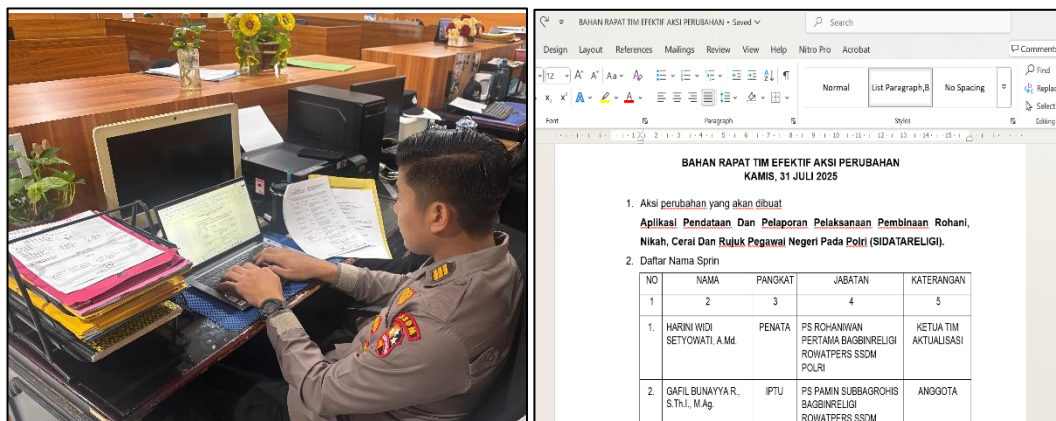 SSDM
BAHAN RAPAT TIM EFEKTIF AKSI PERUBAHAN • Saved
Search
Design Layout References Mailings Review View Help Nitro Pro Acrobat
Comments
12
Aa
Normal
List Paragraph,B
No Spacing
Find
Replac
Select
Font
Paragraph
Styles
Editing
BAHAN RAPAT TIM EFEKTIF AKSI PERUBAHAN
KAMIS, 31 JULI 2025
1. Aksi perubahan yang akan dibuat
Aplikasi Pendataan Dan Pelaporan Pelaksanaan Pembinaan Rohani,
Nikah, Cerai Dan Rujuk Pegawai Negeri Pada Polri (SIDATARELIGI).
2. Daftar Nama Sprin
NO NAMA PANGKAT JABATAN KATERANGAN
1 2 3 4 5
1. HARINI WIDI SETYOWATI, A.Md. PENATA PS ROHANIWAN PERTAMA BAGBINRELIGI ROWATPERS SSDM POLRI KETUA TIM AKTUALISASI
2. GAFIL BUNAYYA R., S.Th.I., M.Ag. IPTU PS PAMIN SUBBAGROHIS BAGBINRELIGI ROWATPERS SSDM ANGGOTA